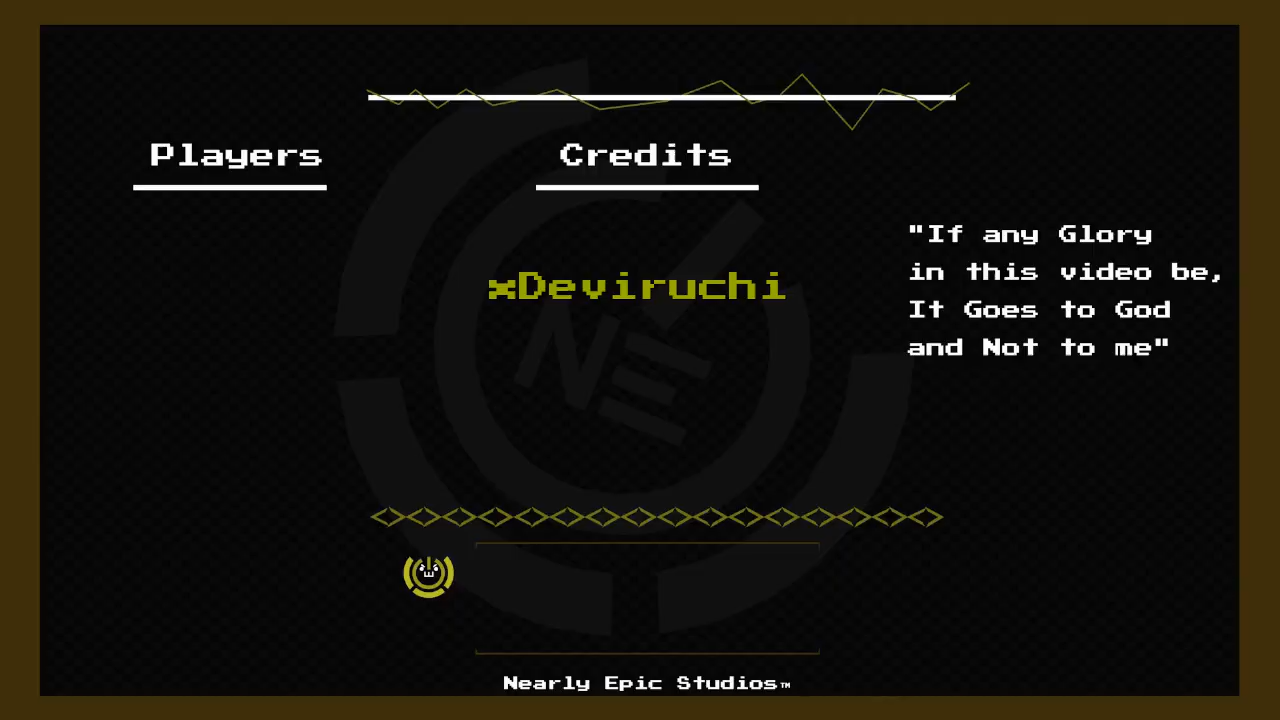 Players
Credits
"If any Glory
in this video be,
It Goes to God
and Not to me"
xDeviruchi
NE
Nearly Epic Studios™